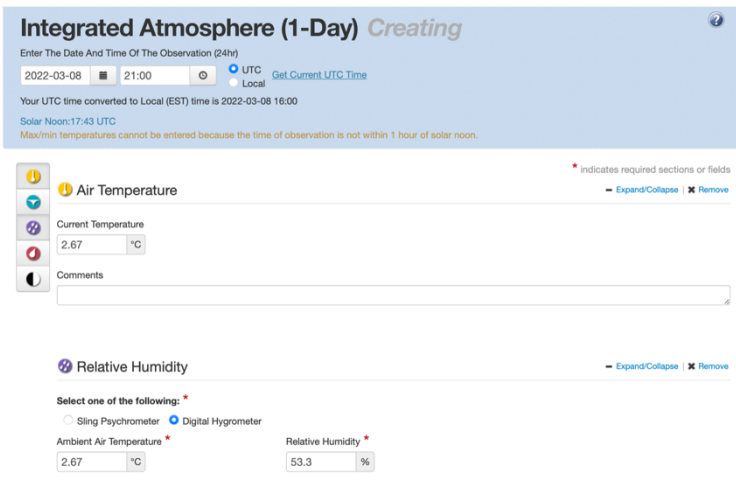 Integrated Atmosphere (1-Day) Creating
Enter The Date And Time Of The Observation (24hr)
2022-03-08 21:00 UTC Local Get Current UTC Time
Your UTC time converted to Local (EST) time is 2022-03-08 16:00
Solar Noon:17:43 UTC
Max/min temperatures cannot be entered because the time of observation is not within 1 hour of solar noon.
* indicates required sections or fields
Air Temperature Expand/Collapse | Remove
Current Temperature
2.67 °C
Comments
Relative Humidity Expand/Collapse | Remove
Select one of the following: *
Sling Psychrometer Digital Hygrometer
Ambient Air Temperature * Relative Humidity *
2.67 °C 53.3 %